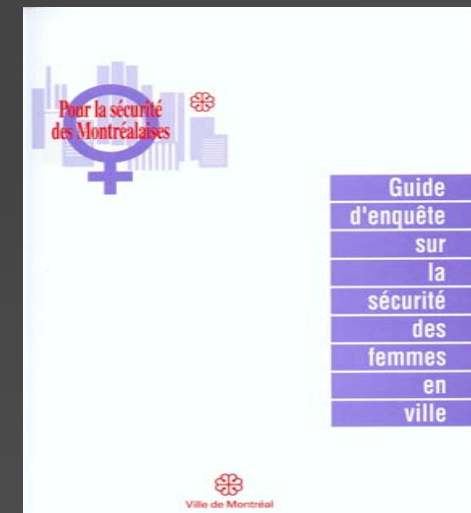 Pour la sécurité
des Montréalaises
Guide
d'enquête
sur
la
sécurité
des
femmes
en
ville
Ville de Montréal